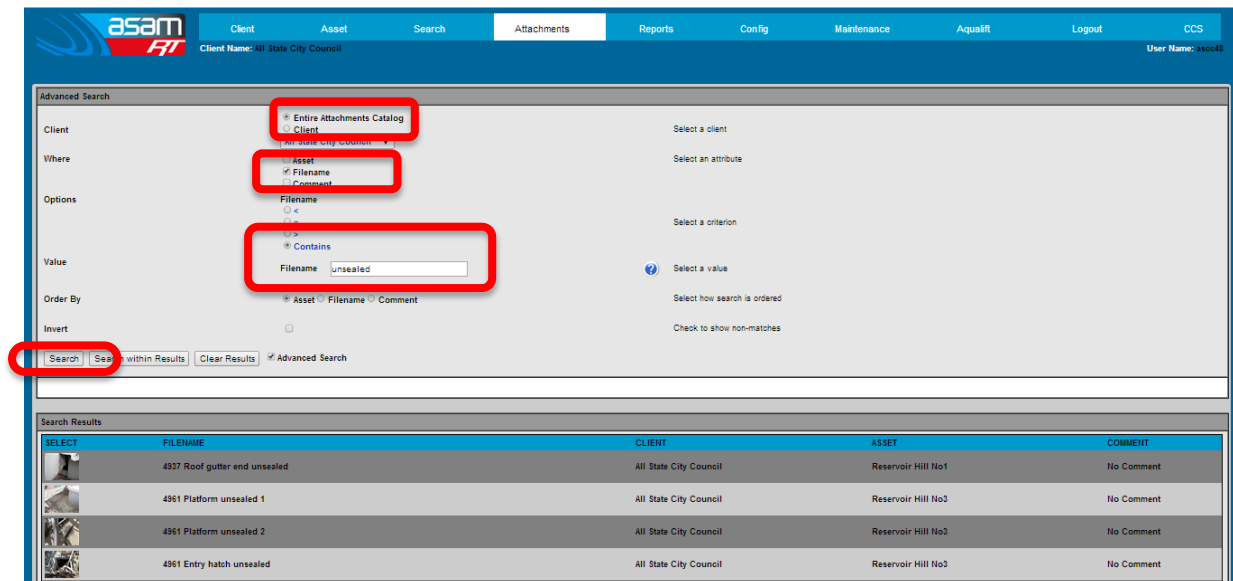 asam
RT
Client Asset Search Attachments Reports Config Maintenance Aqualift Logout CCS
Client Name: All State City Council User Name: ascc48
Advanced Search
Client Entire Attachments Catalog
Client Select a client
All State City Council
Where Asset Select an attribute
Filename
Comment
Options Filename
<
= Select a criterion
>
Contains
Value Filename unsealed ? Select a value
Order By Asset Filename Comment Select how search is ordered
Invert Check to show non-matches
Search Search within Results Clear Results Advanced Search
Search Results
SELECT FILENAME CLIENT ASSET COMMENT
4937 Roof gutter end unsealed All State City Council Reservoir Hill No1 No Comment
4961 Platform unsealed 1 All State City Council Reservoir Hill No3 No Comment
4961 Platform unsealed 2 All State City Council Reservoir Hill No3 No Comment
4961 Entry hatch unsealed All State City Council Reservoir Hill No3 No Comment